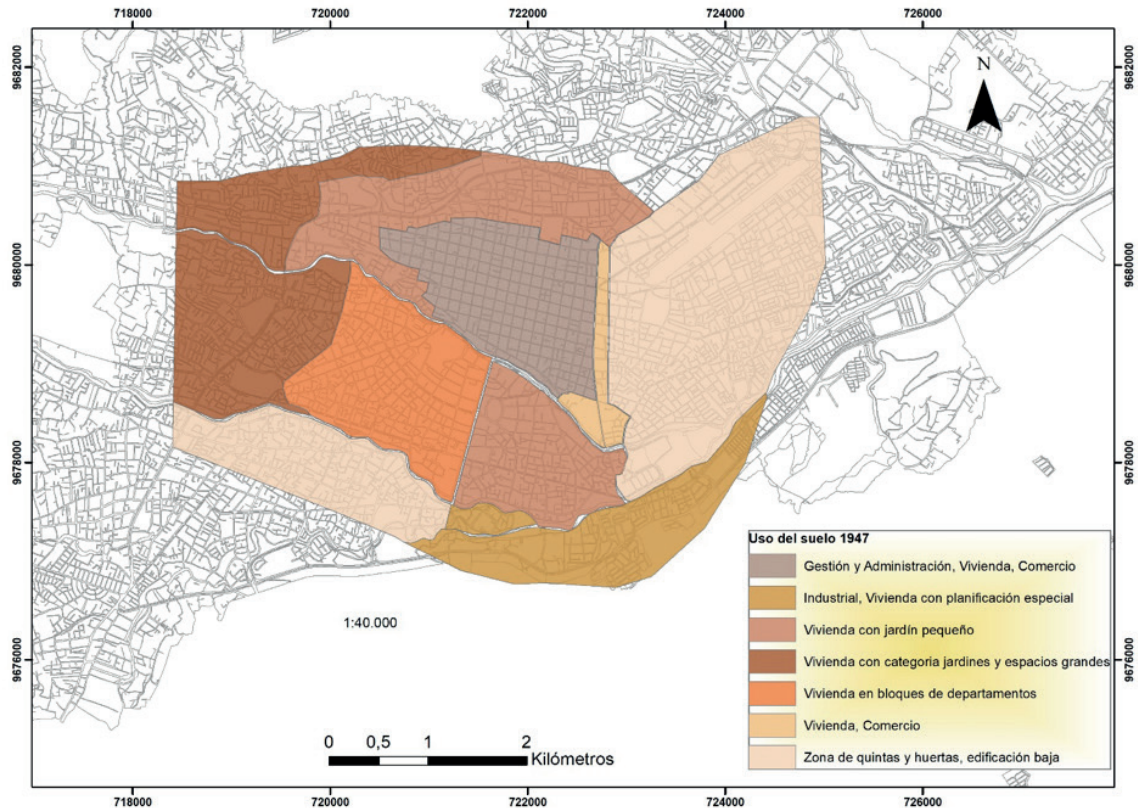 718000 720000 722000 724000 726000
9682000 9682000
N
9680000 9680000
9678000 9678000
Uso del suelo 1947
Gestión y Administración, Vivienda, Comercio
Industrial, Vivienda con planificación especial
Vivienda con jardín pequeño
Vivienda con categoria jardines y espacios grandes
Vivienda en bloques de departamentos
Vivienda, Comercio
Zona de quintas y huertas, edificación baja
1:40.000
9676000 9676000
0 0,5 1 2
Kilómetros
718000 720000 722000 724000 726000